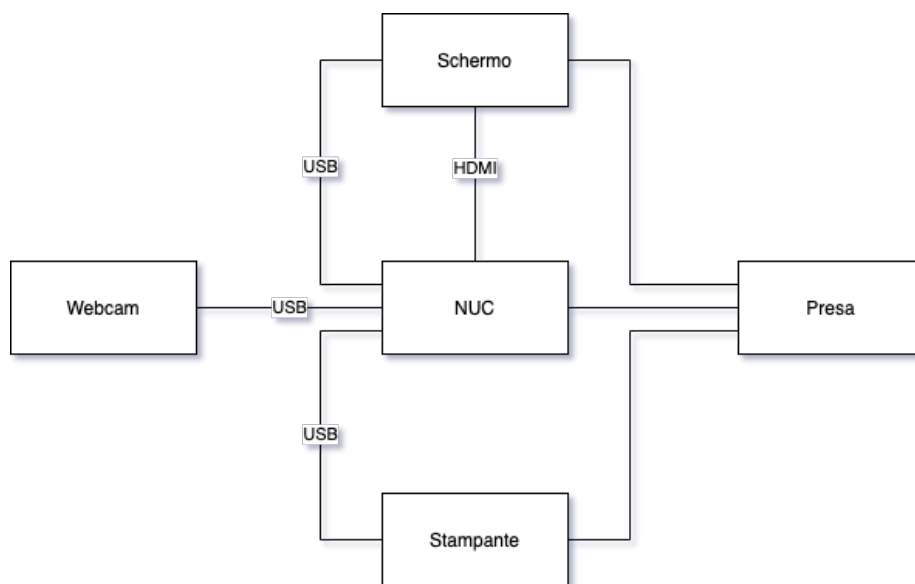 Schermo
USB
HDMI
Webcam
USB
NUC
Presa
USB
Stampante